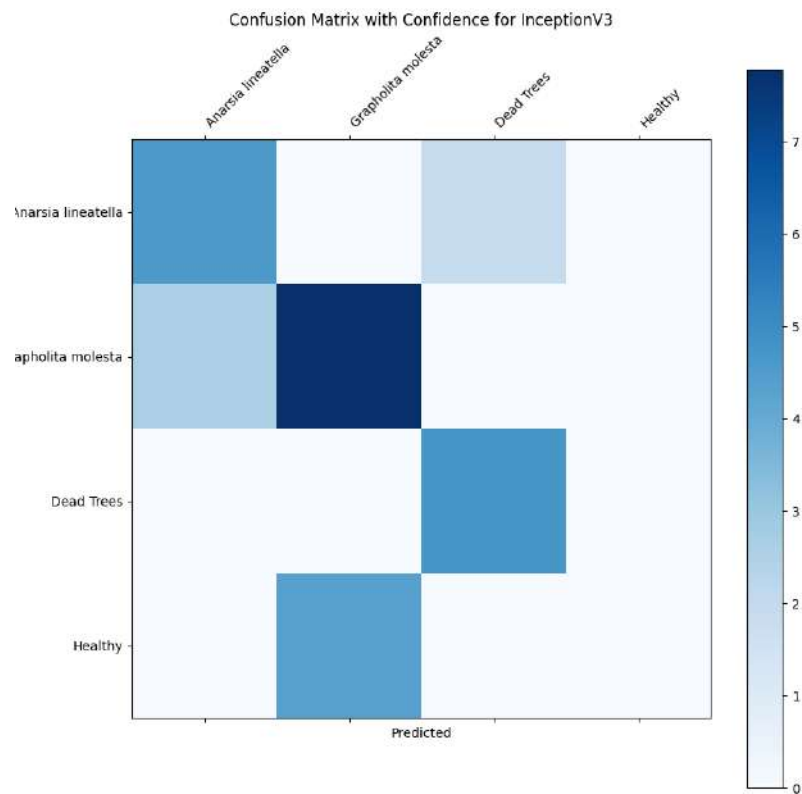 Confusion Matrix with Confidence for InceptionV3
Anarsia lineatella
Grapholita molesta
Dead Trees
Healthy
7
6
5
4
3
2
1
0
Anarsia lineatella
apholita molesta
Dead Trees
Healthy
Predicted